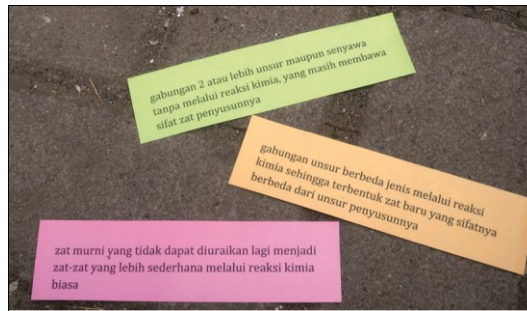 gabungan 2 atau lebih unsur maupun senyawa
tanpa melalui reaksi kimia, yang masih membawa
sifat zat penyusunnya
gabungan unsur berbeda jenis melalui reaksi
kimia sehingga terbentuk zat baru yang sifatnya
berbeda dari unsur penyusunnya
zat murni yang tidak dapat diuraikan lagi menjadi
zat-zat yang lebih sederhana melalui reaksi kimia
biasa